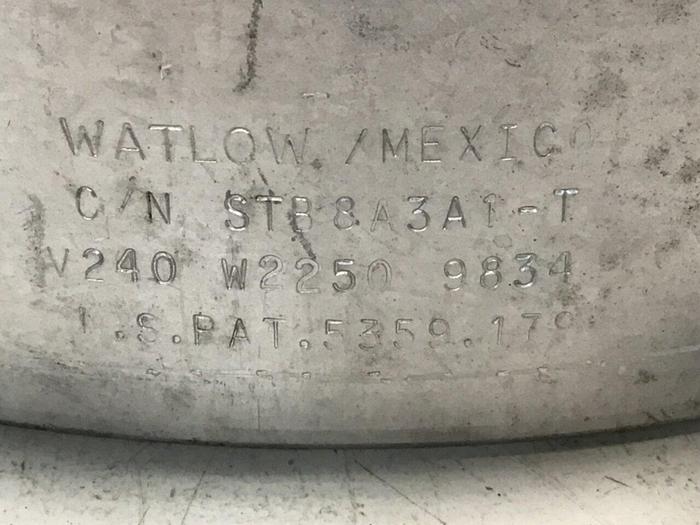 WATLOW /MEXICO
C/N STB8A3A1-T
V240 W2250 9834
U.S.PAT.5359.179